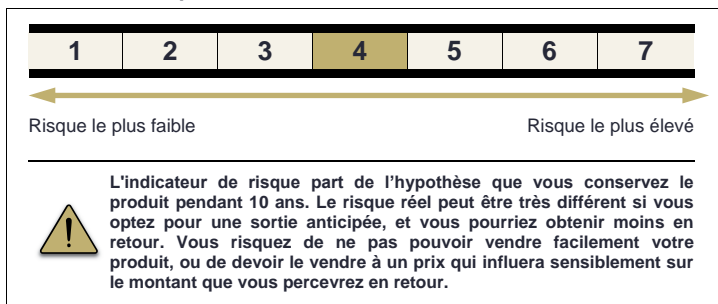 1 2 3 4 5 6 7
Risque le plus faible Risque le plus élevé
L'indicateur de risque part de l’hypothèse que vous conservez le
produit pendant 10 ans. Le risque réel peut être très différent si vous
optez pour une sortie anticipée, et vous pourriez obtenir moins en
retour. Vous risquez de ne pas pouvoir vendre facilement votre
produit, ou de devoir le vendre à un prix qui influera sensiblement sur
le montant que vous percevrez en retour.